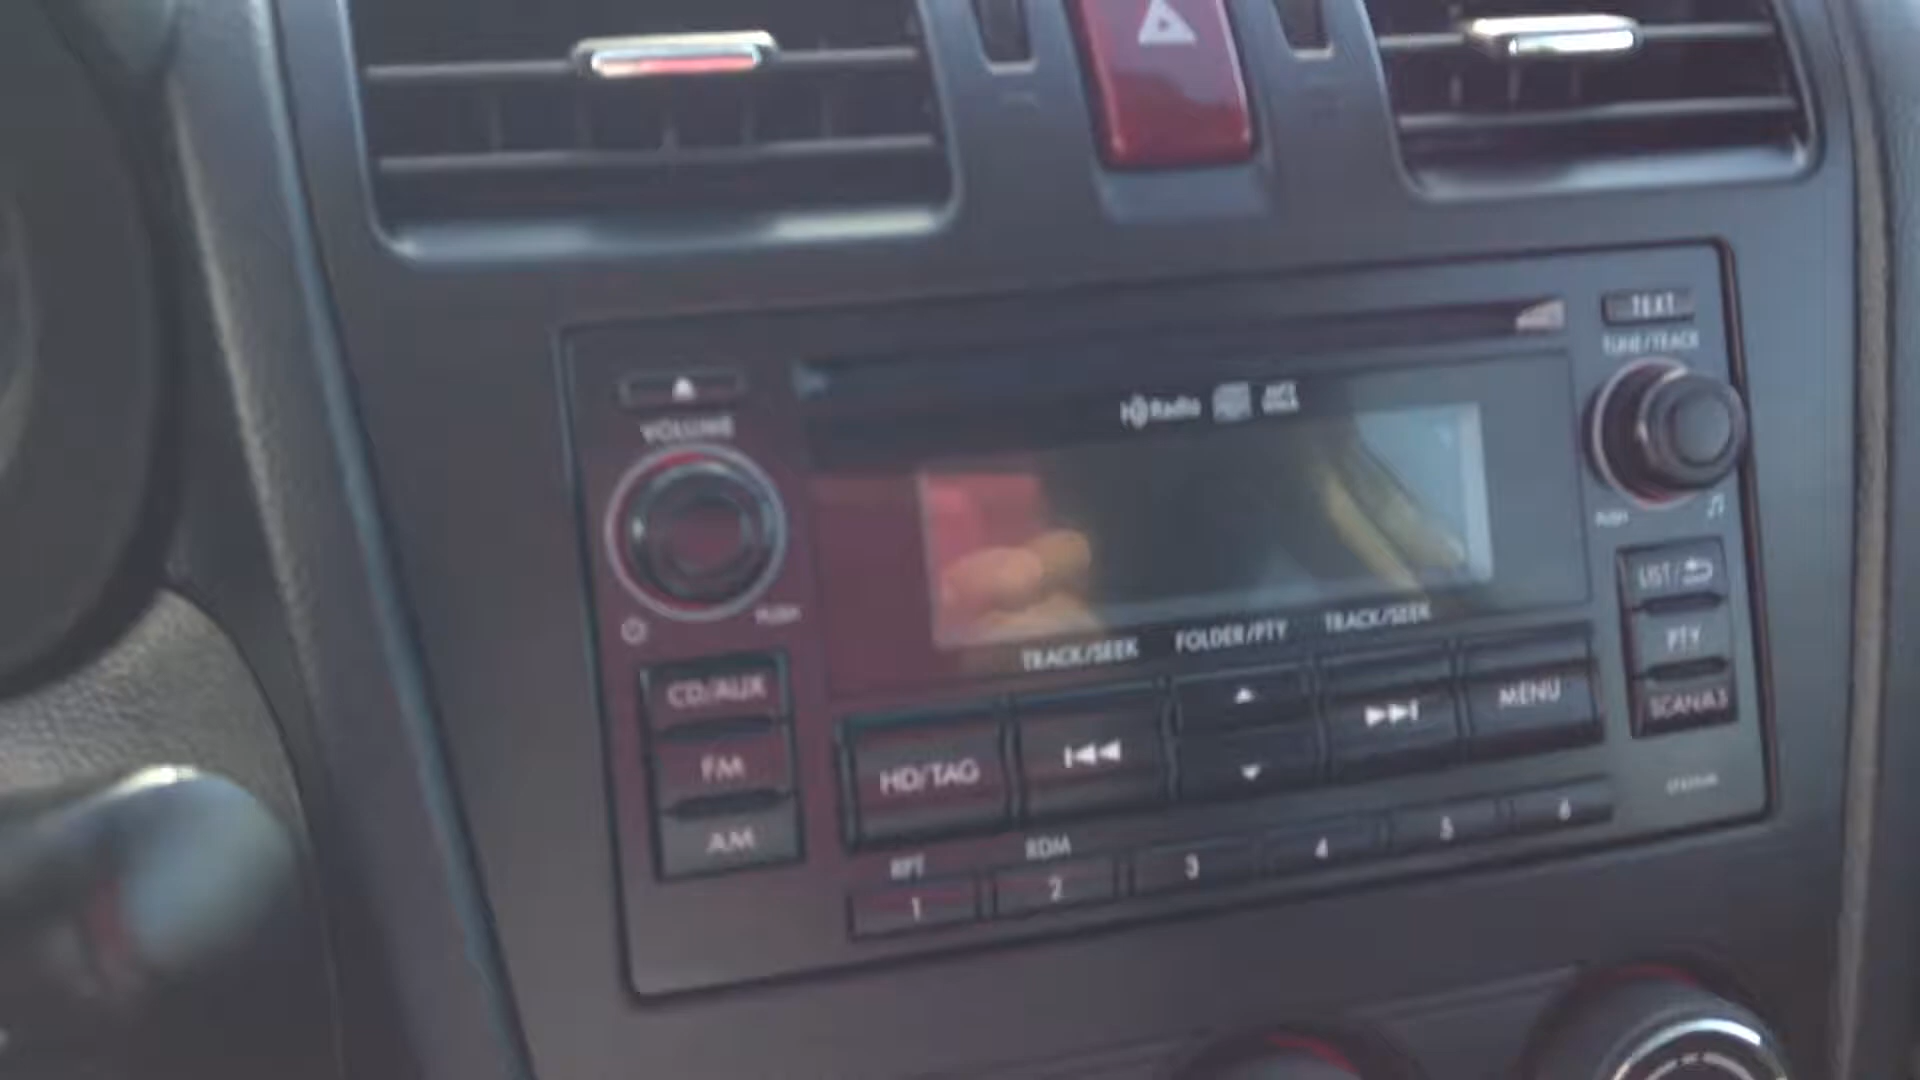 TEXT
TUNE/TRACK
VOLUME
HD Radio
PUSH
PUSH
LIST/
PTY
SCAN/A.S
TRACK/SEEK
FOLDER/PTY
TRACK/SEEK
CD/AUX
FM
AM
HD/TAG
MENU
RPT
RDM
1
2
3
4
5
6